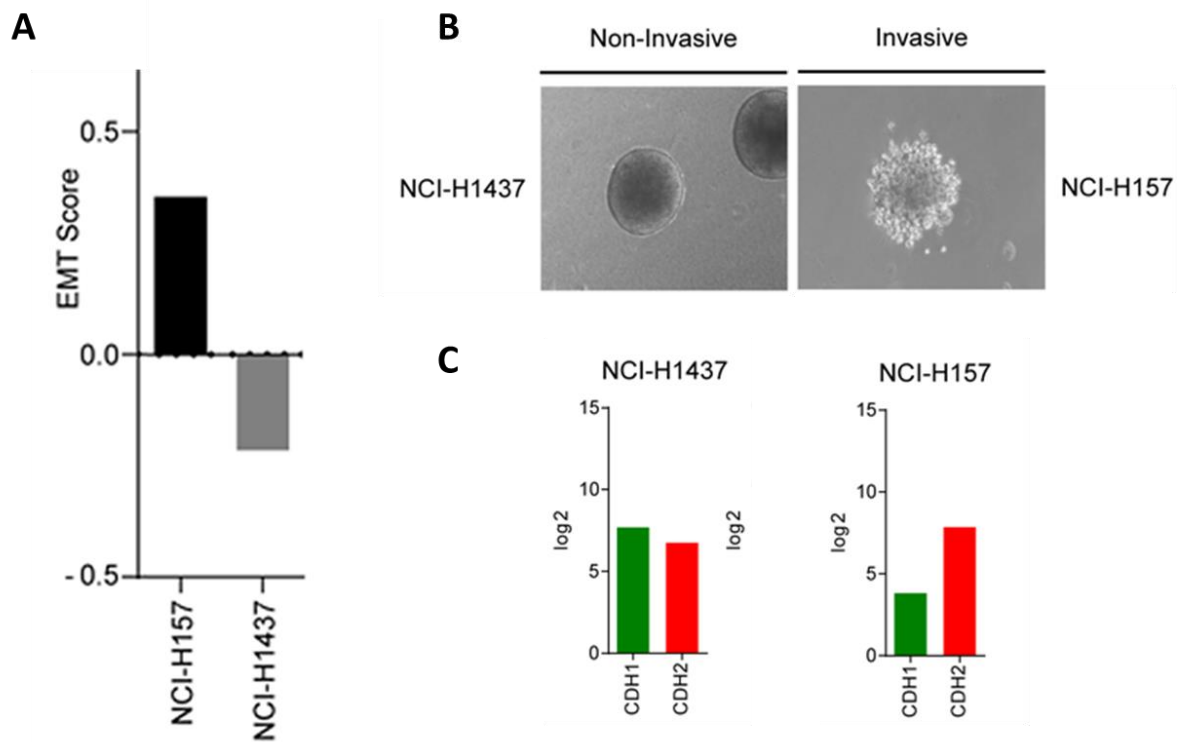 A
0.5
0.0
- 0.5
EMT Score
NCI-H157
NCI-H1437
B
Non-Invasive
Invasive
NCI-H1437
NCI-H157
C
NCI-H1437
15
10
5
0
log2
CDH1
CDH2
log2
NCI-H157
15
10
5
0
log2
CDH1
CDH2